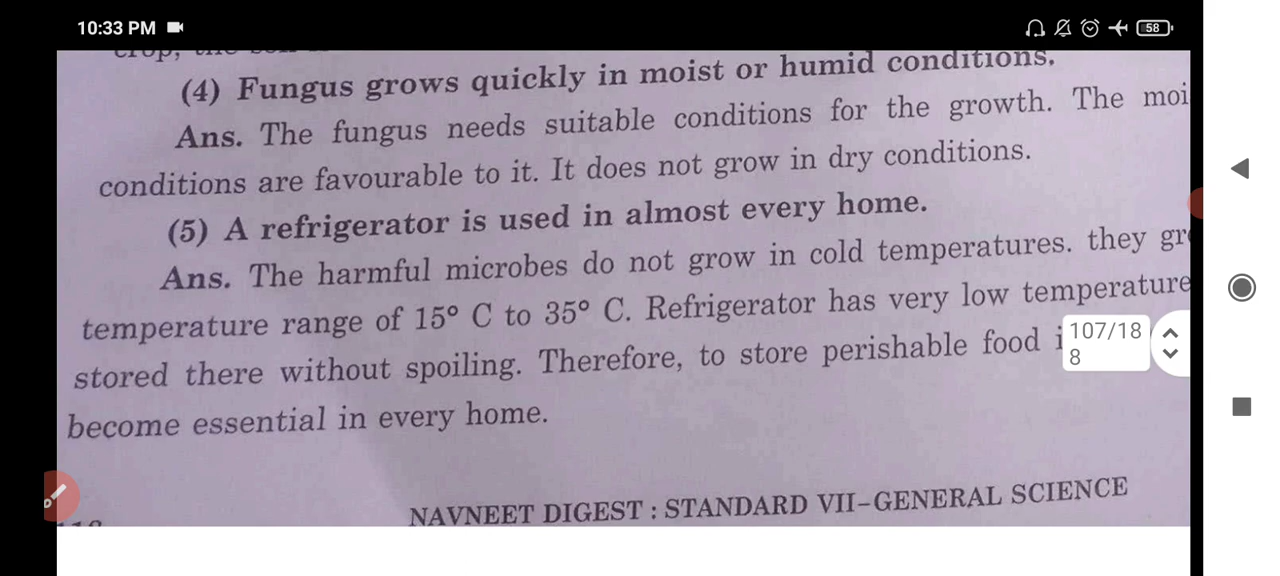 10:33 PM
58
crop, the
(4) Fungus grows quickly in moist or humid conditions.
Ans. The fungus needs suitable conditions for the growth. The moi
conditions are favourable to it. It does not grow in dry conditions.
(5) A refrigerator is used in almost every home.
Ans. The harmful microbes do not grow in cold temperatures. they gr
temperature range of 15° C to 35° C. Refrigerator has very low temperature
stored there without spoiling. Therefore, to store perishable food i
become essential in every home.
107/18
8
NAVNEET DIGEST : STANDARD VII–GENERAL SCIENCE